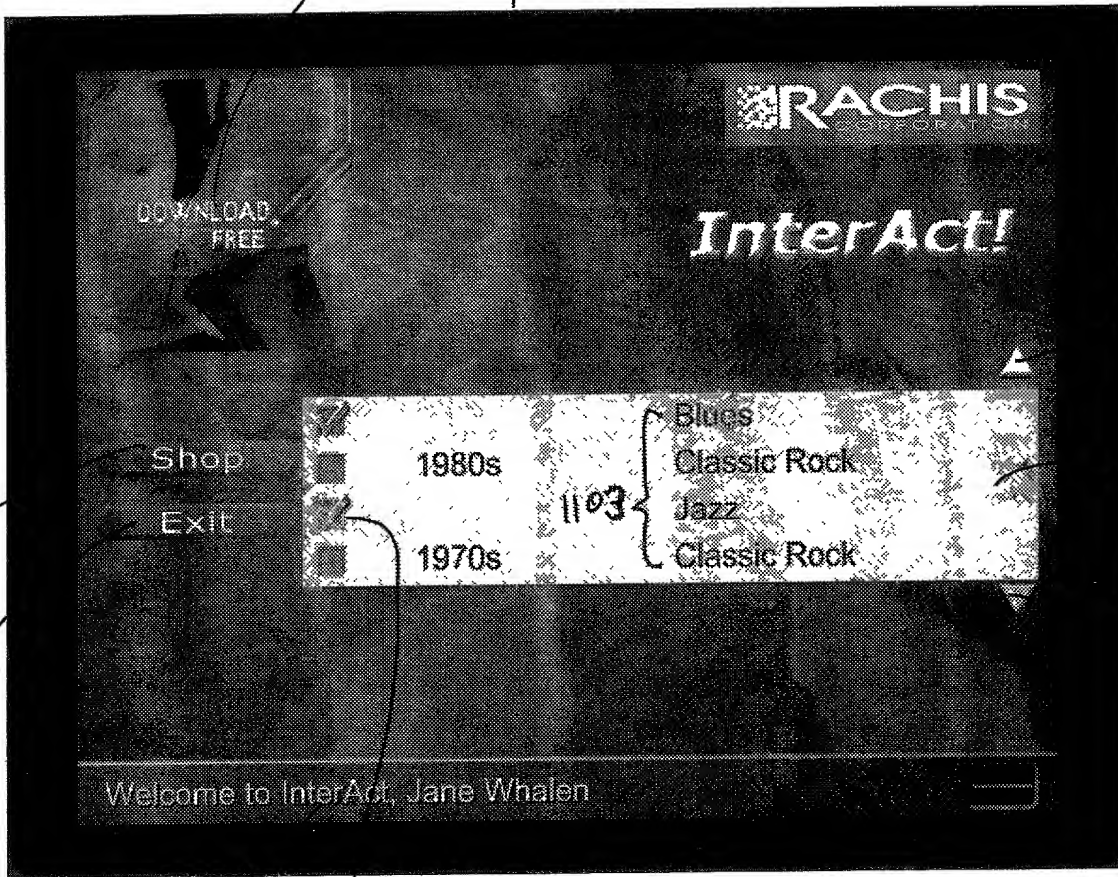 RACHIS
CORPORATION
DOWNLOAD
FREE
InterAct!
Blues
Shop
1980s
Classic Rock
1103
Exit
Jazz
1970s
Classic Rock
Welcome to InterAct, Jane Whalen